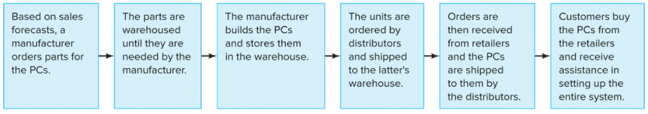 Based on sales
forecasts, a
manufacturer
orders parts for
the PCs.
The parts are
warehoused
until they are
needed by the
manufacturer.
The manufacturer
builds the PCs
and stores them
in the warehouse.
The units are
ordered by
distributors
and shipped
to the latter's
warehouse.
Orders are
then received
from retailers
and the PCs
are shipped
to them by
the distributors.
Customers buy
the PCs from
the retailers
and receive
assistance in
setting up the
entire system.